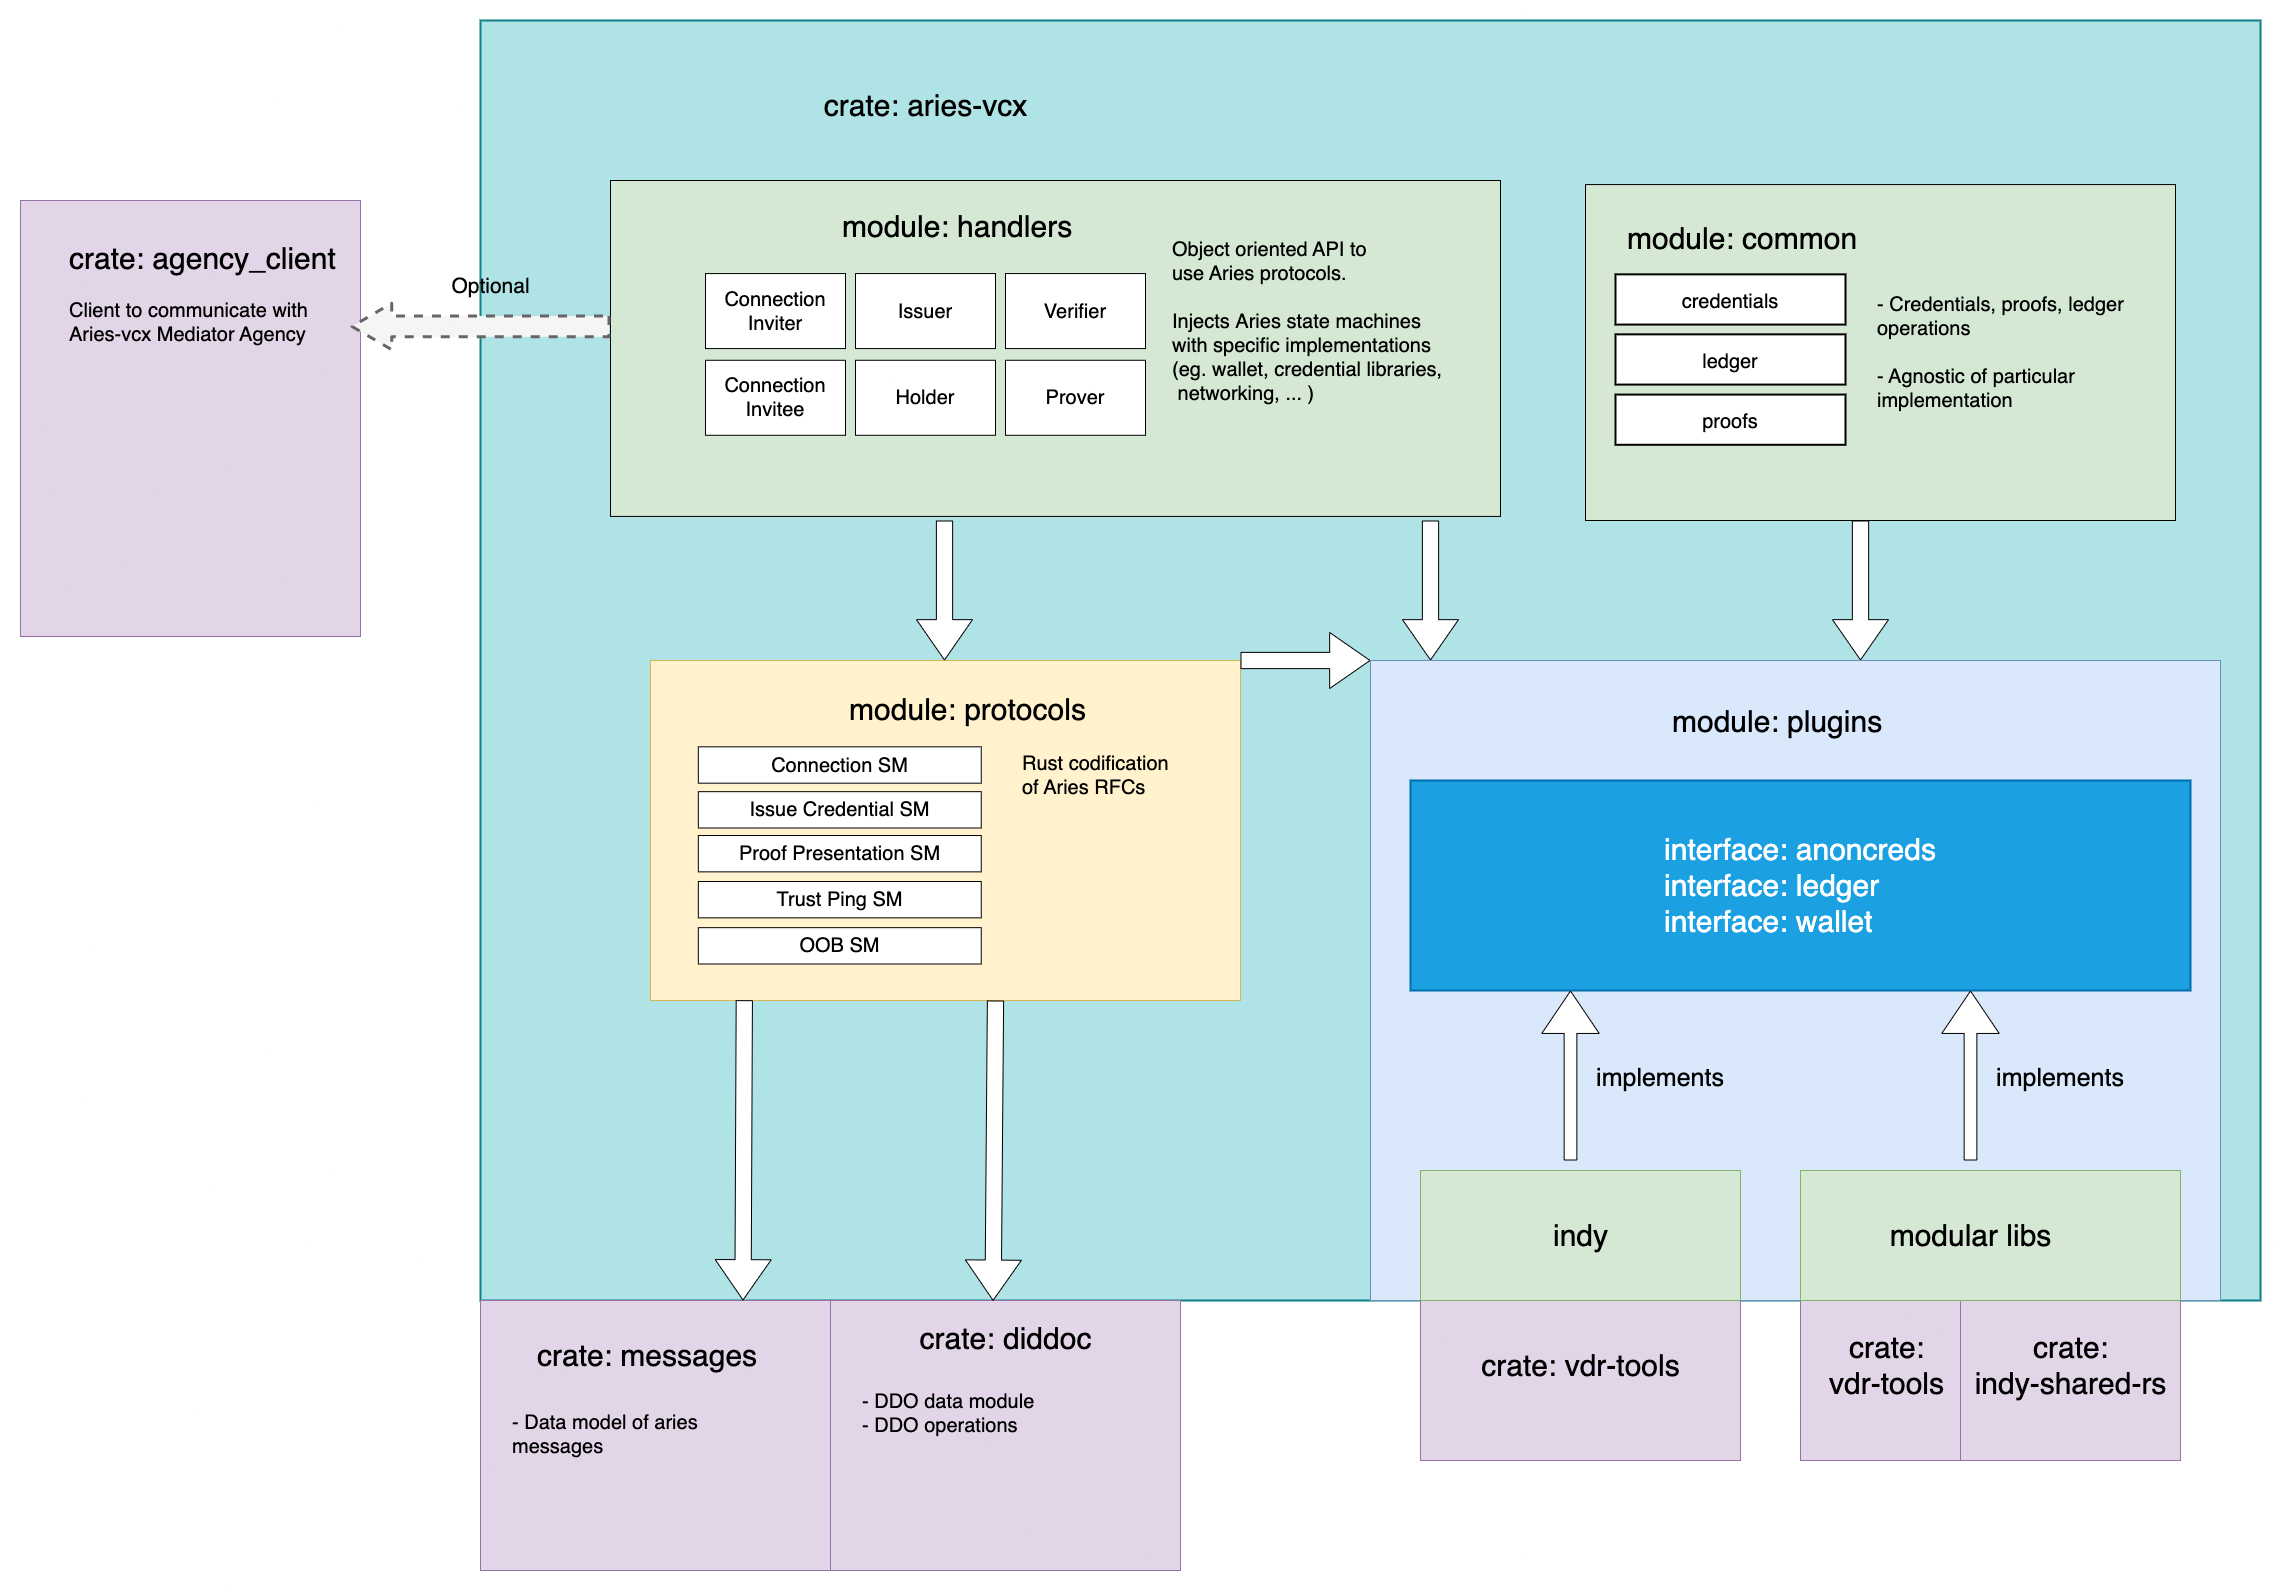 crate: aries-vcx
crate: agency_client
Client to communicate with
Aries-vcx Mediator Agency
Optional
module: handlers
Connection
Inviter
Issuer
Verifier
Connection
Invitee
Holder
Prover
Object oriented API to
use Aries protocols.
Injects Aries state machines
with specific implementations
(eg. wallet, credential libraries,
networking, ... )
module: common
credentials
ledger
proofs
- Credentials, proofs, ledger
operations
- Agnostic of particular
implementation
module: protocols
Connection SM
Issue Credential SM
Proof Presentation SM
Trust Ping SM
OOB SM
Rust codification
of Aries RFCs
module: plugins
interface: anoncreds
interface: ledger
interface: wallet
implements
implements
indy
modular libs
crate: messages
- Data model of aries
messages
crate: diddoc
- DDO data module
- DDO operations
crate: vdr-tools
crate:
vdr-tools
crate:
indy-shared-rs